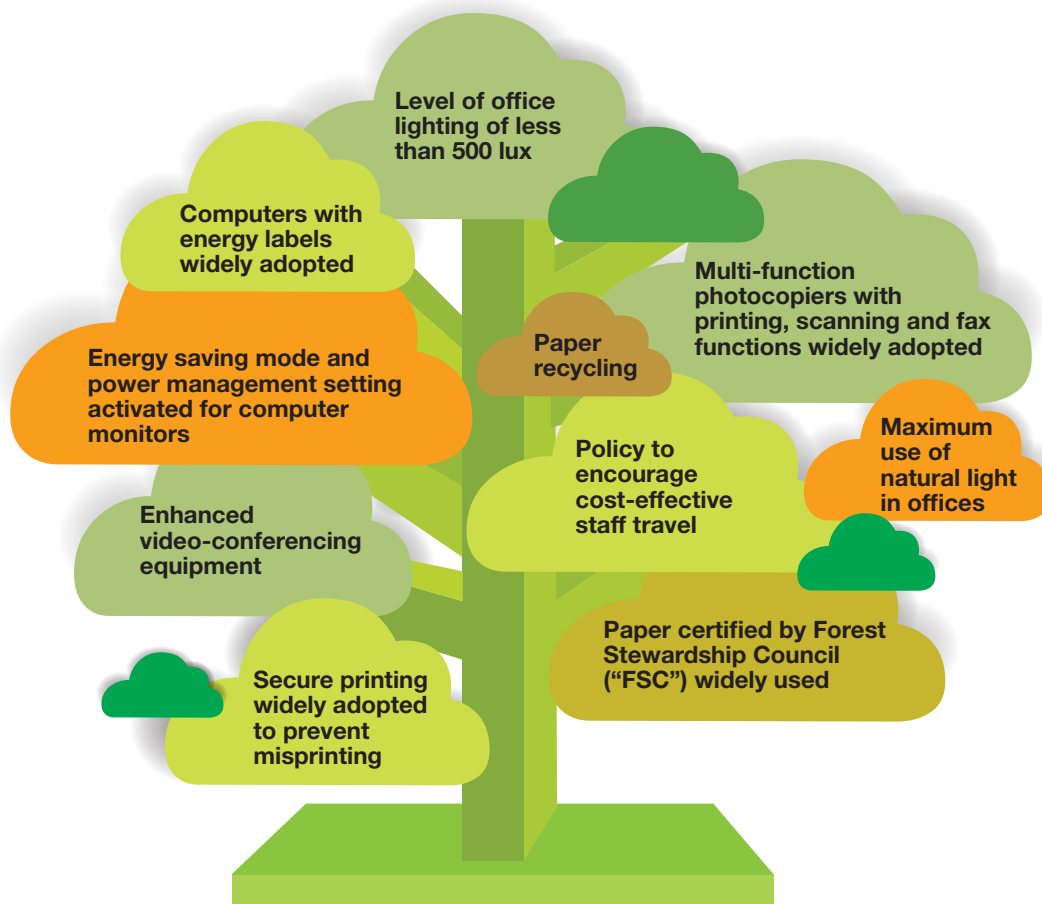 Level of office
lighting of less
than 500 lux
Computers with
energy labels
widely adopted
Multi-function
photocopiers with
printing, scanning and fax
functions widely adopted
Paper
recycling
Energy saving mode and
power management setting
activated for computer
monitors
Maximum
use of
natural light
in offices
Policy to
encourage
cost-effective
staff travel
Enhanced
video-conferencing
equipment
Paper certified by Forest
Stewardship Council
(“FSC”) widely used
Secure printing
widely adopted
to prevent
misprinting